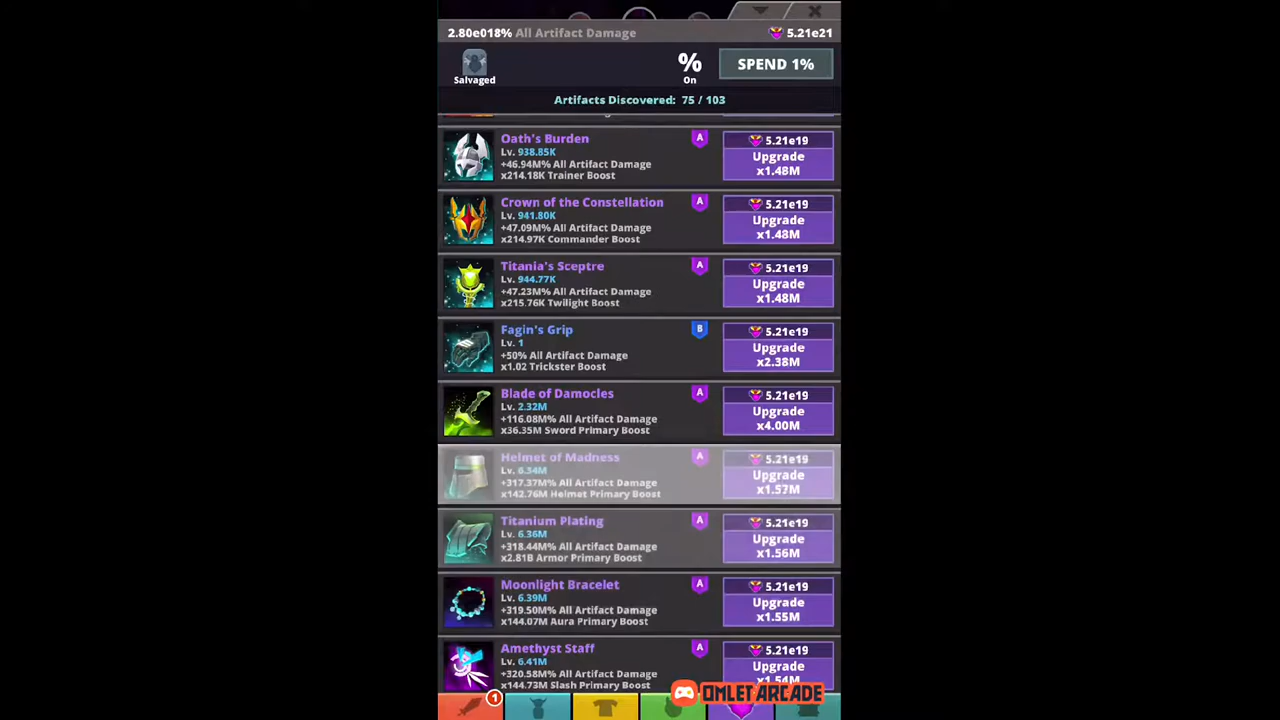 2.80e018% All Artifact Damage
5.21e21
Salvaged
%
On
SPEND 1%
Artifacts Discovered: 75 / 103
Oath's Burden
A
Lv. 938.85K
+46.94M% All Artifact Damage
x214.18K Trainer Boost
5.21e19
Upgrade
x1.48M
Crown of the Constellation
A
Lv. 941.80K
+47.09M% All Artifact Damage
x214.97K Commander Boost
5.21e19
Upgrade
x1.48M
Titania's Sceptre
A
Lv. 944.77K
+47.23M% All Artifact Damage
x215.76K Twilight Boost
5.21e19
Upgrade
x1.48M
Fagin's Grip
B
Lv. 1
+50% All Artifact Damage
x1.02 Trickster Boost
5.21e19
Upgrade
x2.38M
Blade of Damocles
A
Lv. 2.32M
+116.08M% All Artifact Damage
x36.35M Sword Primary Boost
5.21e19
Upgrade
x4.00M
Helmet of Madness
A
Lv. 6.34M
+317.37M% All Artifact Damage
x142.76M Helmet Primary Boost
5.21e19
Upgrade
x1.57M
Titanium Plating
A
Lv. 6.36M
+318.44M% All Artifact Damage
x2.81B Armor Primary Boost
5.21e19
Upgrade
x1.56M
Moonlight Bracelet
A
Lv. 6.39M
+319.50M% All Artifact Damage
x144.07M Aura Primary Boost
5.21e19
Upgrade
x1.55M
Amethyst Staff
A
Lv. 6.41M
+320.58M% All Artifact Damage
x144.73M Slash Primary Boost
5.21e19
Upgrade
x1.54M
1
OMLET ARCADE